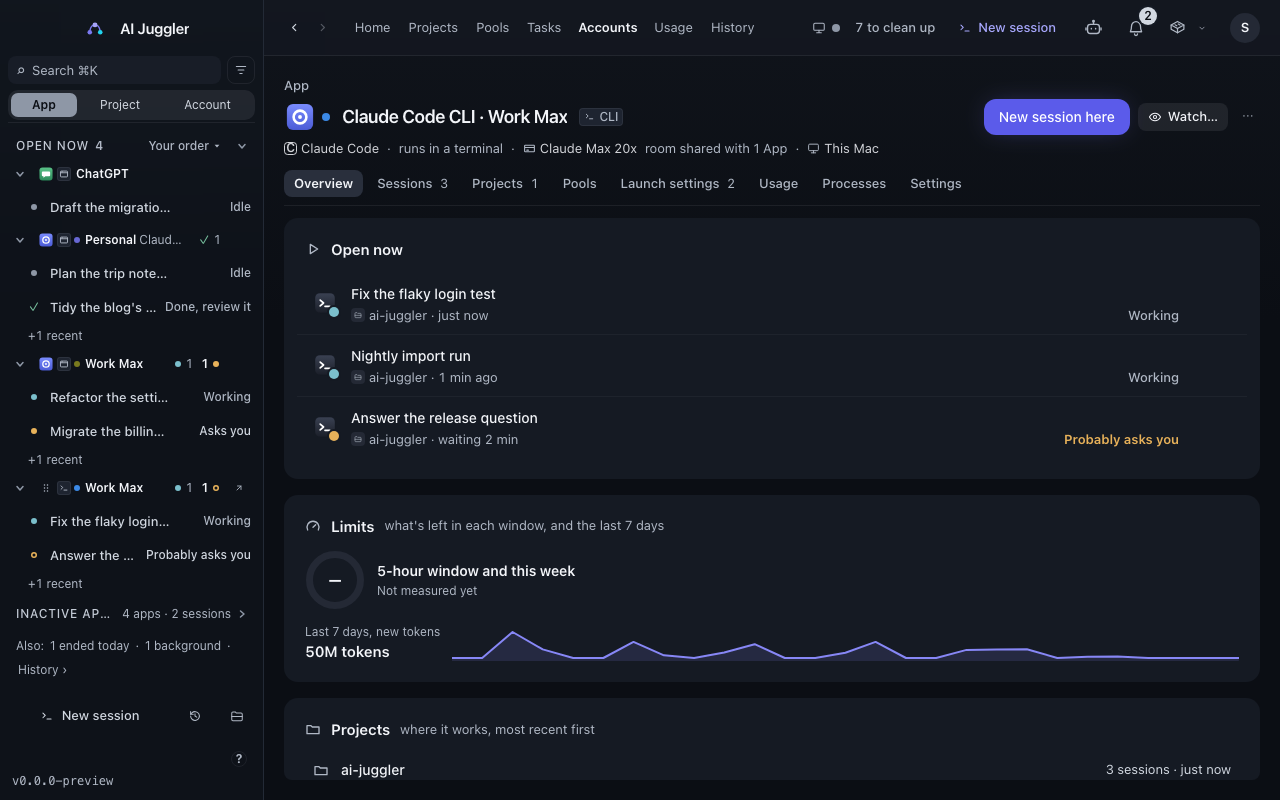 AI Juggler
Search ⌘K
App Project Account
OPEN NOW 4 Your order
ChatGPT
Draft the migratio... Idle
Personal Claud... 1
Plan the trip note... Idle
Tidy the blog's ... Done, review it
+1 recent
Work Max 1 1
Refactor the setti... Working
Migrate the billin... Asks you
+1 recent
Work Max 1 1
Fix the flaky login... Working
Answer the ... Probably asks you
+1 recent
INACTIVE AP... 4 apps · 2 sessions
Also: 1 ended today · 1 background ·
History ›
New session
?
v0.0.0-preview
Home Projects Pools Tasks Accounts Usage History 7 to clean up New session 2 S
App
Claude Code CLI · Work Max CLI New session here Watch... ...
Claude Code · runs in a terminal · Claude Max 20x room shared with 1 App · This Mac
Overview Sessions 3 Projects 1 Pools Launch settings 2 Usage Processes Settings
Open now
Fix the flaky login test
ai-juggler · just now Working
Nightly import run
ai-juggler · 1 min ago Working
Answer the release question
ai-juggler · waiting 2 min Probably asks you
Limits what's left in each window, and the last 7 days
– 5-hour window and this week
Not measured yet
Last 7 days, new tokens
50M tokens
Projects where it works, most recent first
ai-juggler 3 sessions · just now